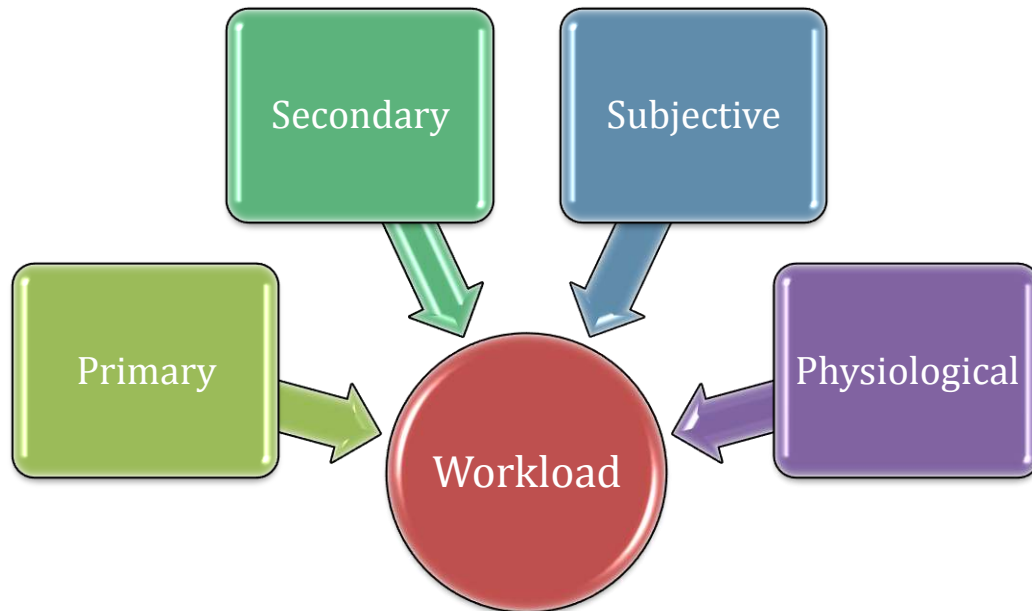 Secondary
Subjective
Primary
Physiological
Workload